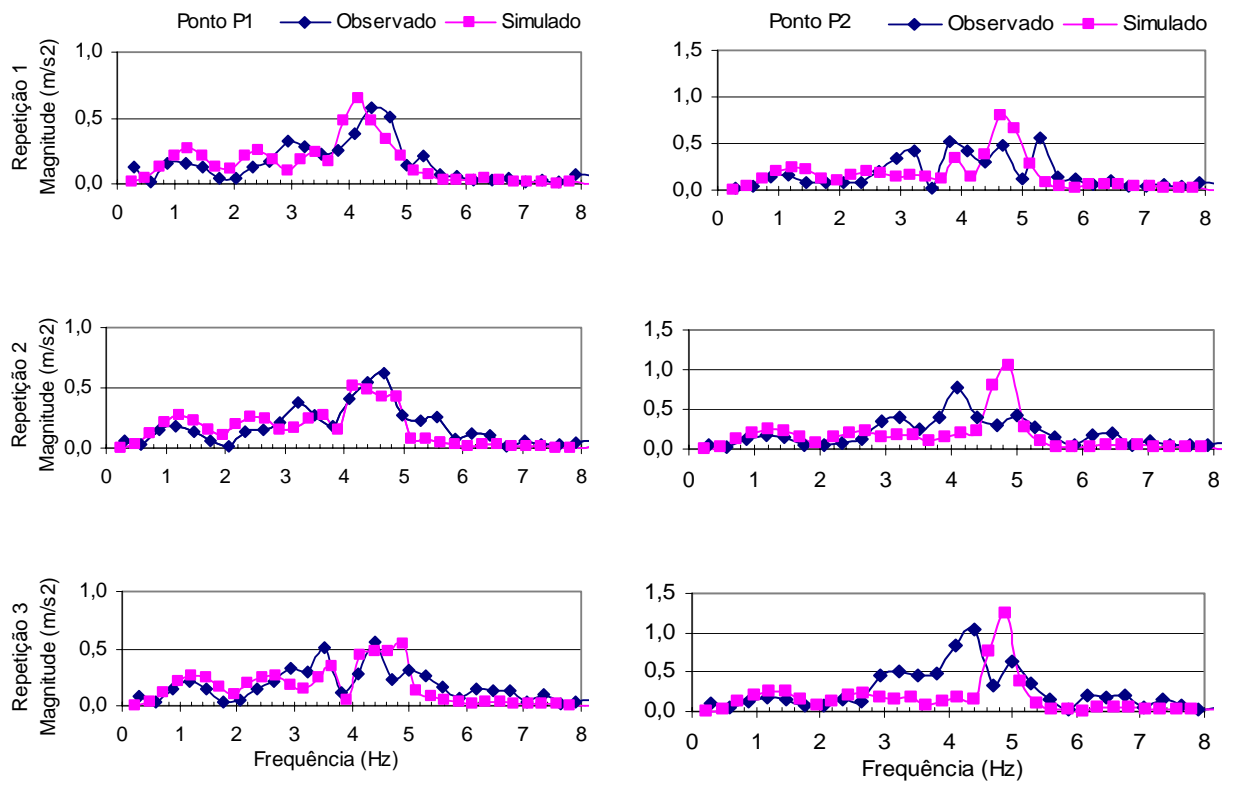 Ponto P1 Observado Simulado
Repetição 1
Magnitude (m/s2)
1,0
0,5
0,0
0 1 2 3 4 5 6 7 8
Ponto P2 Observado Simulado
1,5
1,0
0,5
0,0
0 1 2 3 4 5 6 7 8
Repetição 2
Magnitude (m/s2)
1,0
0,5
0,0
0 1 2 3 4 5 6 7 8
1,5
1,0
0,5
0,0
0 1 2 3 4 5 6 7 8
Repetição 3
Magnitude (m/s2)
1,0
0,5
0,0
0 1 2 3 4 5 6 7 8
Frequência (Hz)
1,5
1,0
0,5
0,0
0 1 2 3 4 5 6 7 8
Frequência (Hz)